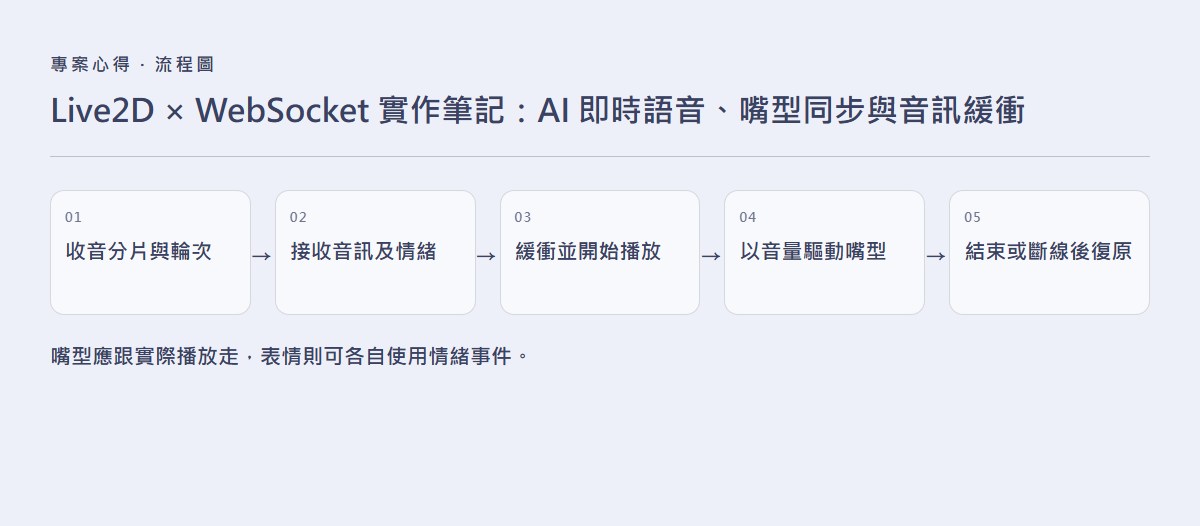 專案心得 · 流程圖
Live2D × WebSocket 實作筆記：AI 即時語音、嘴型同步與音訊緩衝
01
收音分片與輪次
→
02
接收音訊及情緒
→
03
緩衝並開始播放
→
04
以音量驅動嘴型
→
05
結束或斷線後復原
嘴型應跟實際播放走，表情則可各自使用情緒事件。